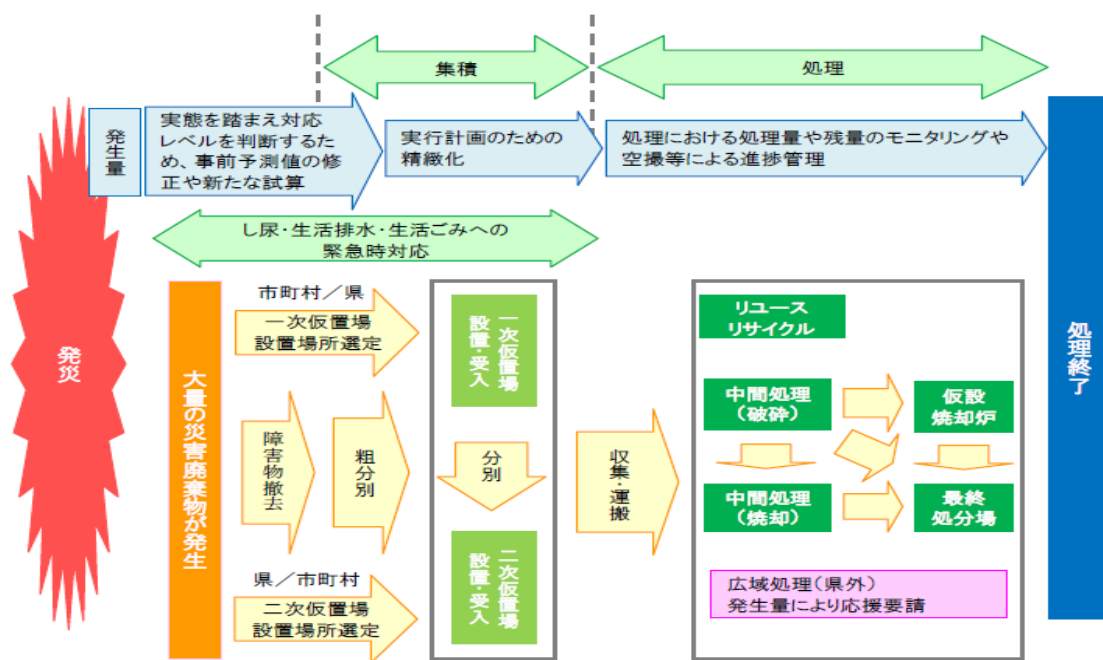 集積
処理
発災
発生量
実態を踏まえ対応
レベルを判断するた
め、事前予測値の修
正や新たな試算
実行計画のための
精緻化
処理における処理量や残量のモニタリングや
空撮等による進捗管理
処理終了
し尿・生活排水・生活ごみへの
緊急時対応
大量の災害廃棄物が発生
市町村／県
一次仮置場
設置場所選定
障害物撤去
粗分別
県／市町村
二次仮置場
設置場所選定
一次仮置場
設置・受入
分別
二次仮置場
設置・受入
収集・運搬
リユース
リサイクル
中間処理
（破砕）
仮設
焼却炉
中間処理
（焼却）
最終
処分場
広域処理（県外）
発生量により応援要請